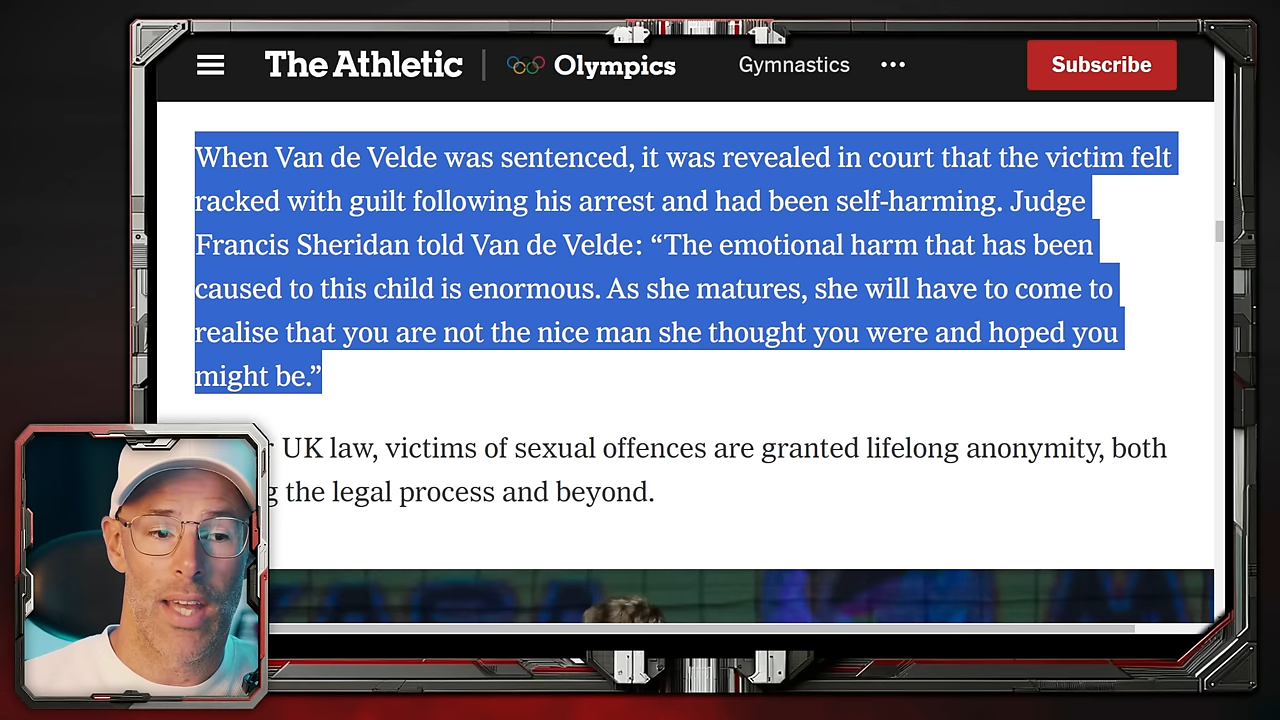 The Athletic
Olympics
Gymnastics
Subscribe
When Van de Velde was sentenced, it was revealed in court that the victim felt
racked with guilt following his arrest and had been self-harming. Judge
Francis Sheridan told Van de Velde: “The emotional harm that has been
caused to this child is enormous. As she matures, she will have to come to
realise that you are not the nice man she thought you were and hoped you
might be.”
UK law, victims of sexual offences are granted lifelong anonymity, both
the legal process and beyond.